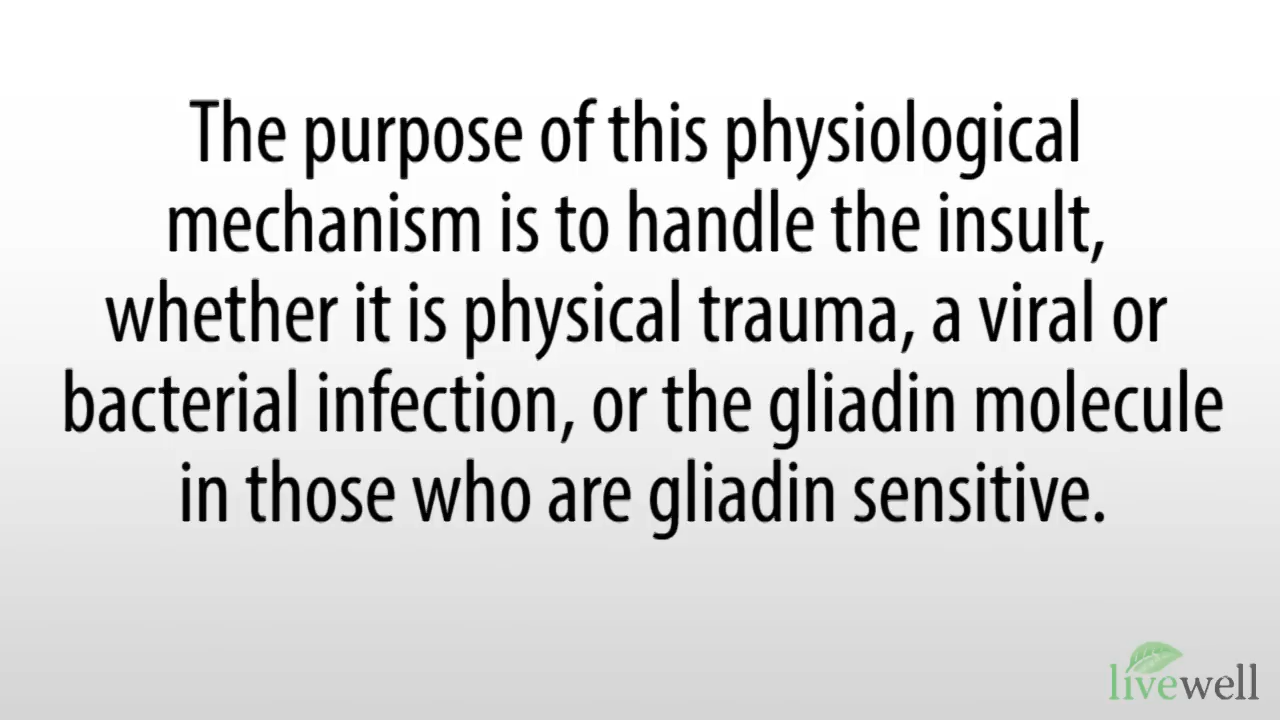 The purpose of this physiological
mechanism is to handle the insult,
whether it is physical trauma, a viral or
bacterial infection, or the gliadin molecule
in those who are gliadin sensitive.
livewell